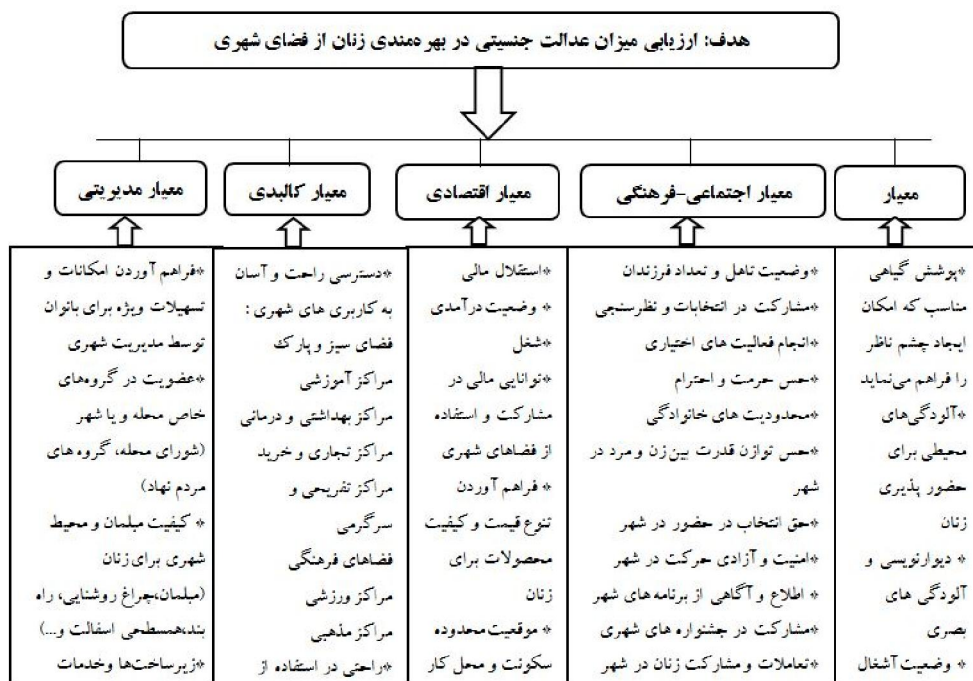 هدف: ارزیابی میزان عدالت جنسیتی در بهره‌مندی زنان از فضای شهری
معیار
معیار اجتماعی-فرهنگی
معیار اقتصادی
معیار کالبدی
معیار مدیریتی
*پوشش گیاهی
مناسب که امکان
ایجاد چشم ناظر
را فراهم می‌نماید
*آلودگی‌های
محیطی برای
حضور پذیری
زنان
* دیوارنویسی و
آلودگی های
بصری
* وضعیت آشغال
*وضعیت تاهل و تعداد فرزندان
*مشارکت در انتخابات و نظرسنجی
*انجام فعالیت های اختیاری
*حس حرمت و احترام
*محدودیت های خانوادگی
*حس توازن قدرت بین زن و مرد در
شهر
*حق انتخاب در حضور در شهر
*امنیت و آزادی حرکت در شهر
* اطلاع و آگاهی از برنامه های شهر
*مشارکت در جشنواره های شهری
*تعاملات و مشارکت زنان در شهر
*استقلال مالی
* وضعیت درآمدی
*شغل
*توانایی مالی در
مشارکت و استفاده
از فضاهای شهری
* فراهم آوردن
تنوع قیمت و کیفیت
محصولات برای
زنان
* موقعیت محدوده
سکونت و محل کار
*دسترسی راحت و آسان
به کاربری های شهری :
فضای سبز و پارک
مراکز آموزشی
مراکز بهداشتی و درمانی
مراکز تجاری و خرید
مراکز تفریحی و
سرگرمی
فضاهای فرهنگی
مراکز ورزشی
مراکز مذهبی
*راحتی در استفاده از
*فراهم آوردن امکانات و
تسهیلات ویژه برای بانوان
توسط مدیریت شهری
*عضویت در گروه‌های
خاص محله و یا شهر
(شورای محله، گروه های
مردم نهاد)
* کیفیت مبلمان و محیط
شهری برای زنان
(مبلمان،چراغ روشنایی، راه
بند،همسطحی اسفالت و...)
*زیرساخت‌ها وخدمات